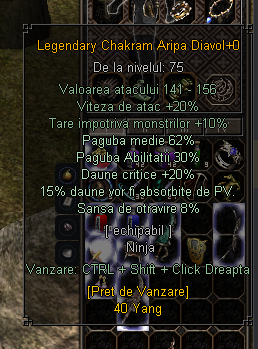 Legendary Chakram Aripa Diavol+0
De la nivelul: 75
Valoarea atacului 141 - 156
Viteza de atac +20%
Tare impotriva monstrilor +10%
Paguba medie 62%
Paguba Abilitatii 30%
Daune critice +20%
15% daune vor fi absorbite de PV.
Sansa de otravire 8%
[ echipabil ]
Ninja
Vanzare: CTRL + Shift + Click Dreapta
[Pret de Vanzare]
40 Yang